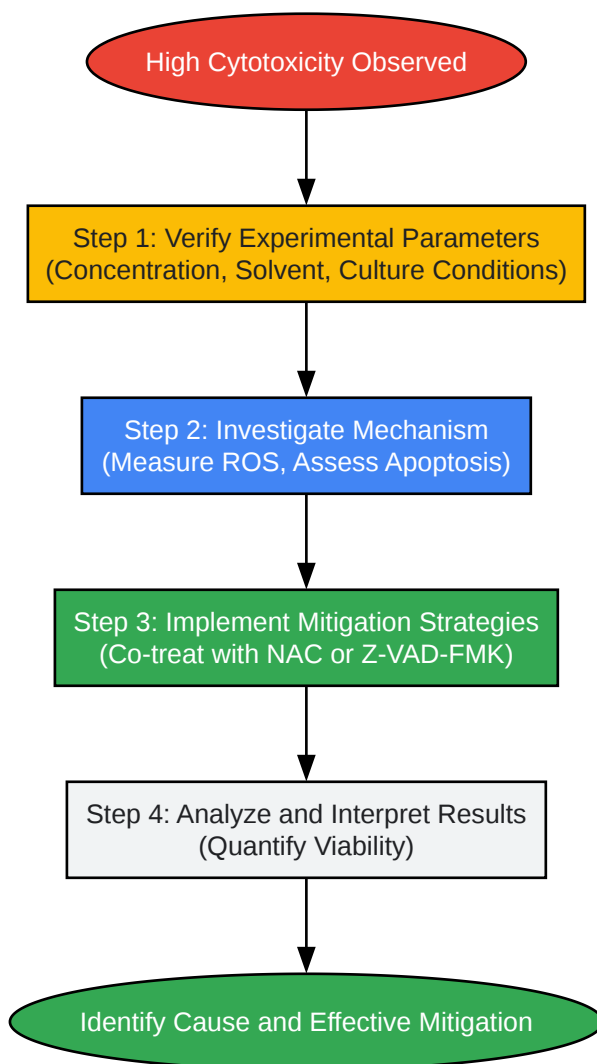 High Cytotoxicity Observed
Step 1: Verify Experimental Parameters
(Concentration, Solvent, Culture Conditions)
Step 2: Investigate Mechanism
(Measure ROS, Assess Apoptosis)
Step 3: Implement Mitigation Strategies
(Co-treat with NAC or Z-VAD-FMK)
Step 4: Analyze and Interpret Results
(Quantify Viability)
Identify Cause and Effective Mitigation